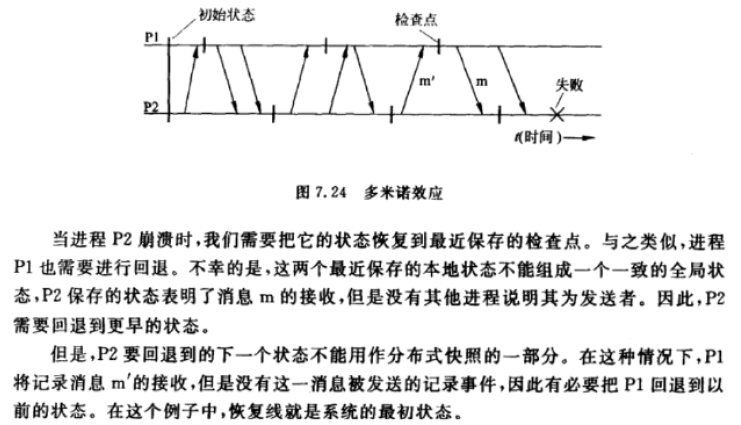 初始状态
检查点
P1
m′
m
失败
P2
t(时间)
图 7.24 多米诺效应
当进程 P2 崩溃时,我们需要把它的状态恢复到最近保存的检查点。与之类似,进程
P1 也需要进行回退。不幸的是,这两个最近保存的本地状态不能组成一个一致的全局状
态,P2 保存的状态表明了消息 m 的接收,但是没有其他进程说明其为发送者。因此,P2
需要回退到更早的状态。
但是,P2 要回退到的下一个状态不能用作分布式快照的一部分。在这种情况下,P1
将记录消息 m′的接收,但是没有这一消息被发送的记录事件,因此有必要把 P1 回退到以
前的状态。在这个例子中,恢复线就是系统的最初状态。